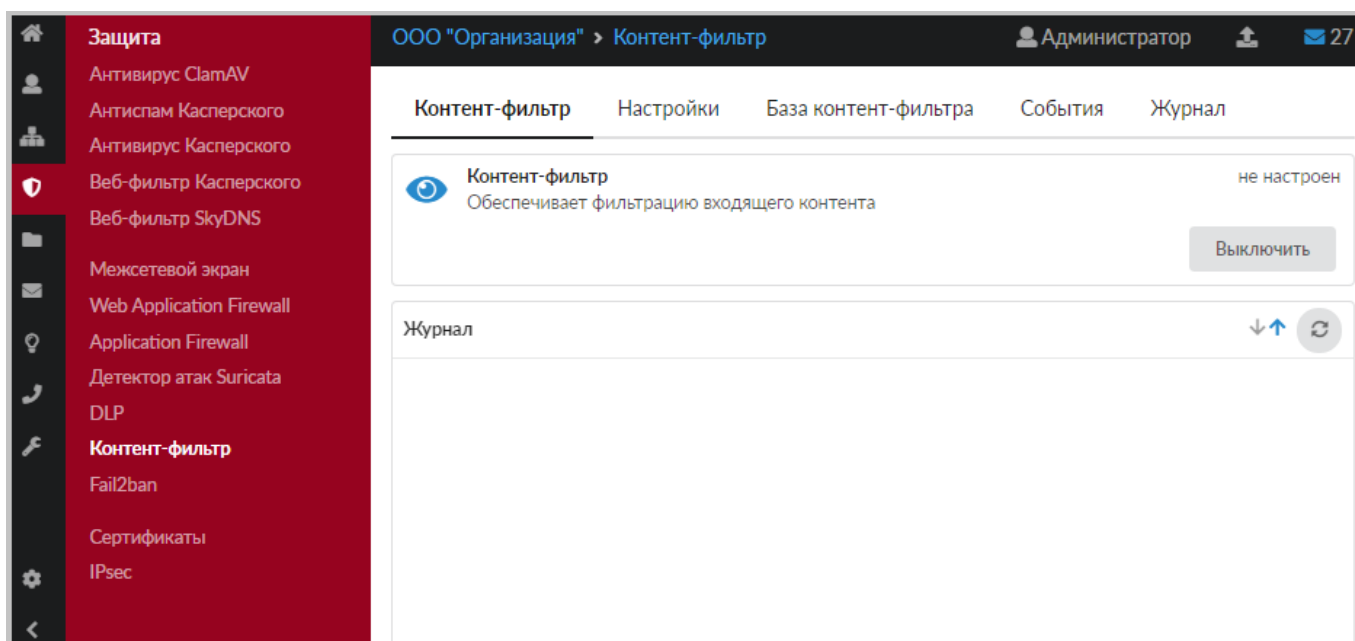 Защита
Антивирус ClamAV
Антиспам Касперского
Антивирус Касперского
Веб-фильтр Касперского
Веб-фильтр SkyDNS
Межсетевой экран
Web Application Firewall
Application Firewall
Детектор атак Suricata
DLP
Контент-фильтр
Fail2ban
Сертификаты
IPsec
ООО "Организация" > Контент-фильтр Администратор 27
Контент-фильтр Настройки База контент-фильтра События Журнал
Контент-фильтр не настроен
Обеспечивает фильтрацию входящего контента
Выключить
Журнал